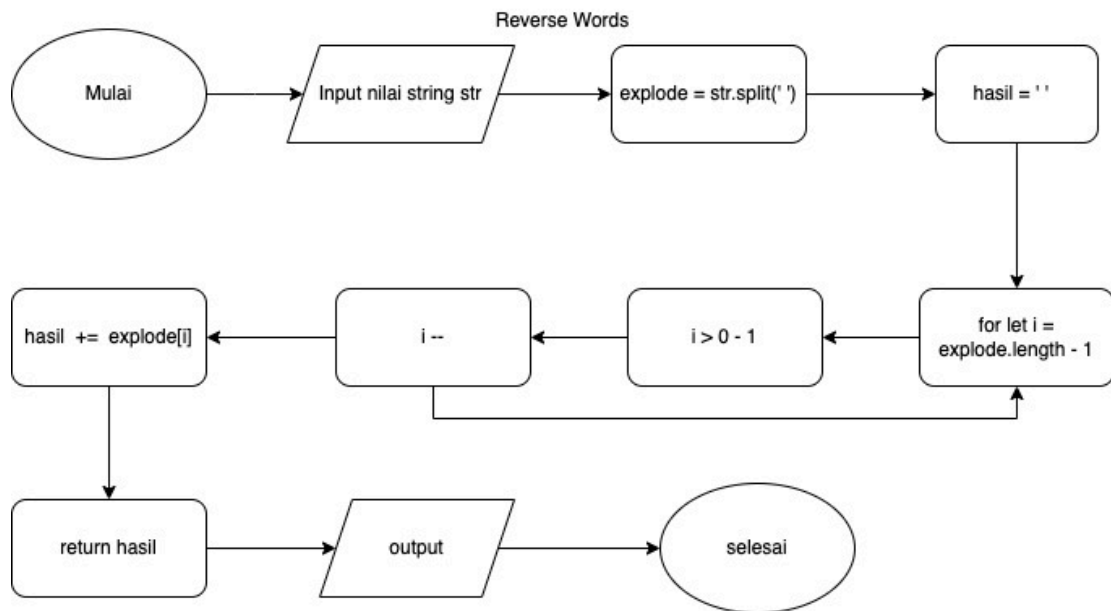 Reverse Words
Mulai
Input nilai string str
explode = str.split(' ')
hasil = ' '
for let i =
explode.length - 1
i > 0 - 1
i --
hasil += explode[i]
return hasil
output
selesai